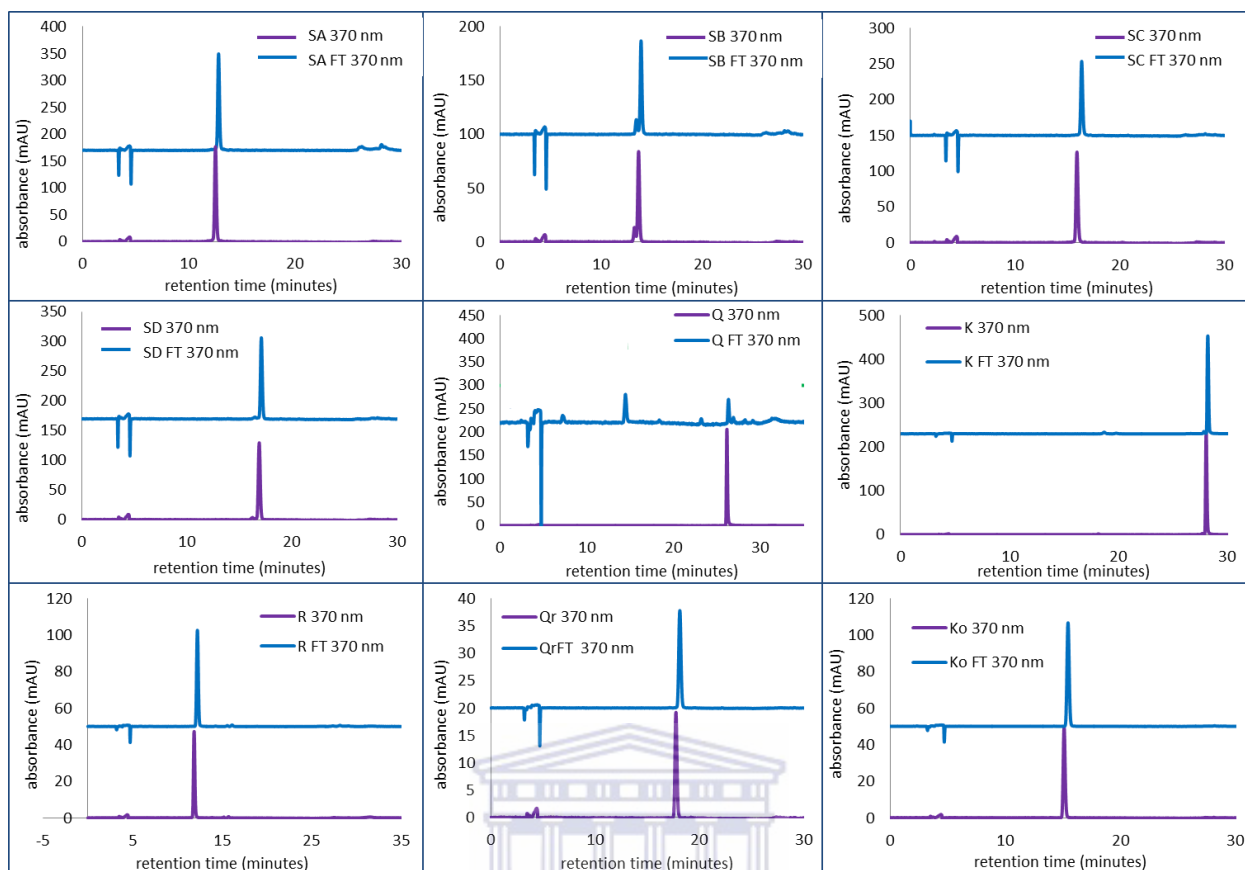 400
350
300
250
200
150
100
50
0
absorbance (mAU)
SA 370 nm
SA FT 370 nm
0 10 20 30
retention time (minutes)
200
150
100
50
0
absorbance (mAU)
SB 370 nm
SB FT 370 nm
0 10 20 30
retention time (minutes)
300
250
200
150
100
50
0
absorbance (mAU)
SC 370 nm
SC FT 370 nm
0 10 20 30
retention time (minutes)
350
300
250
200
150
100
50
0
absorbance (mAU)
SD 370 nm
SD FT 370 nm
0 10 20 30
retention time (minutes)
450
400
350
300
250
200
150
100
50
0
absorbance (mAU)
Q 370 nm
Q FT 370 nm
0 10 20 30
retention time (minutes)
500
400
300
200
100
0
absorbance (mAU)
K 370 nm
K FT 370 nm
0 10 20 30
retention time (minutes)
120
100
80
60
40
20
0
absorbance (mAU)
R 370 nm
R FT 370 nm
-5 5 15 25 35
retention time (minutes)
40
35
30
25
20
15
10
5
0
absorbance (mAU)
Qr 370 nm
QrFT 370 nm
0 10 20 30
retention time (minutes)
120
100
80
60
40
20
0
absorbance (mAU)
Ko 370 nm
Ko FT 370 nm
0 10 20 30
retention time (minutes)